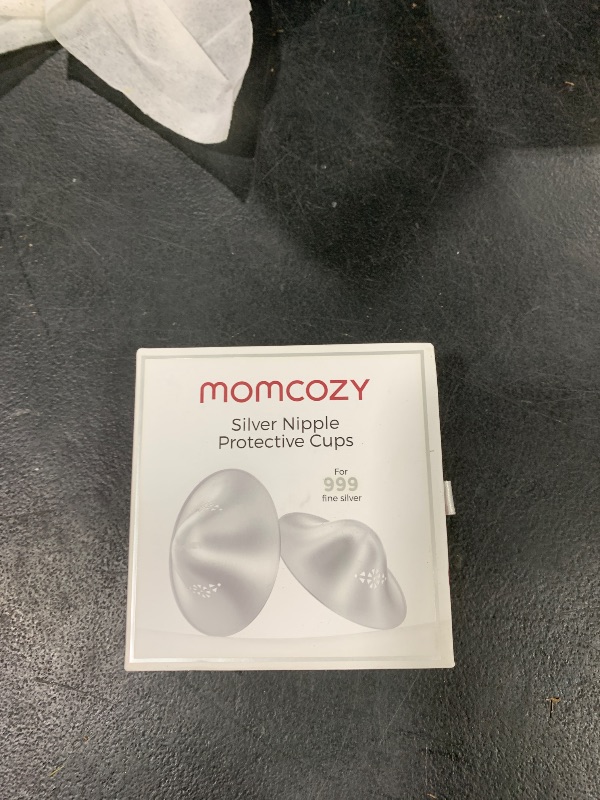 momcozy
Silver Nipple
Protective Cups
For
999
fine silver